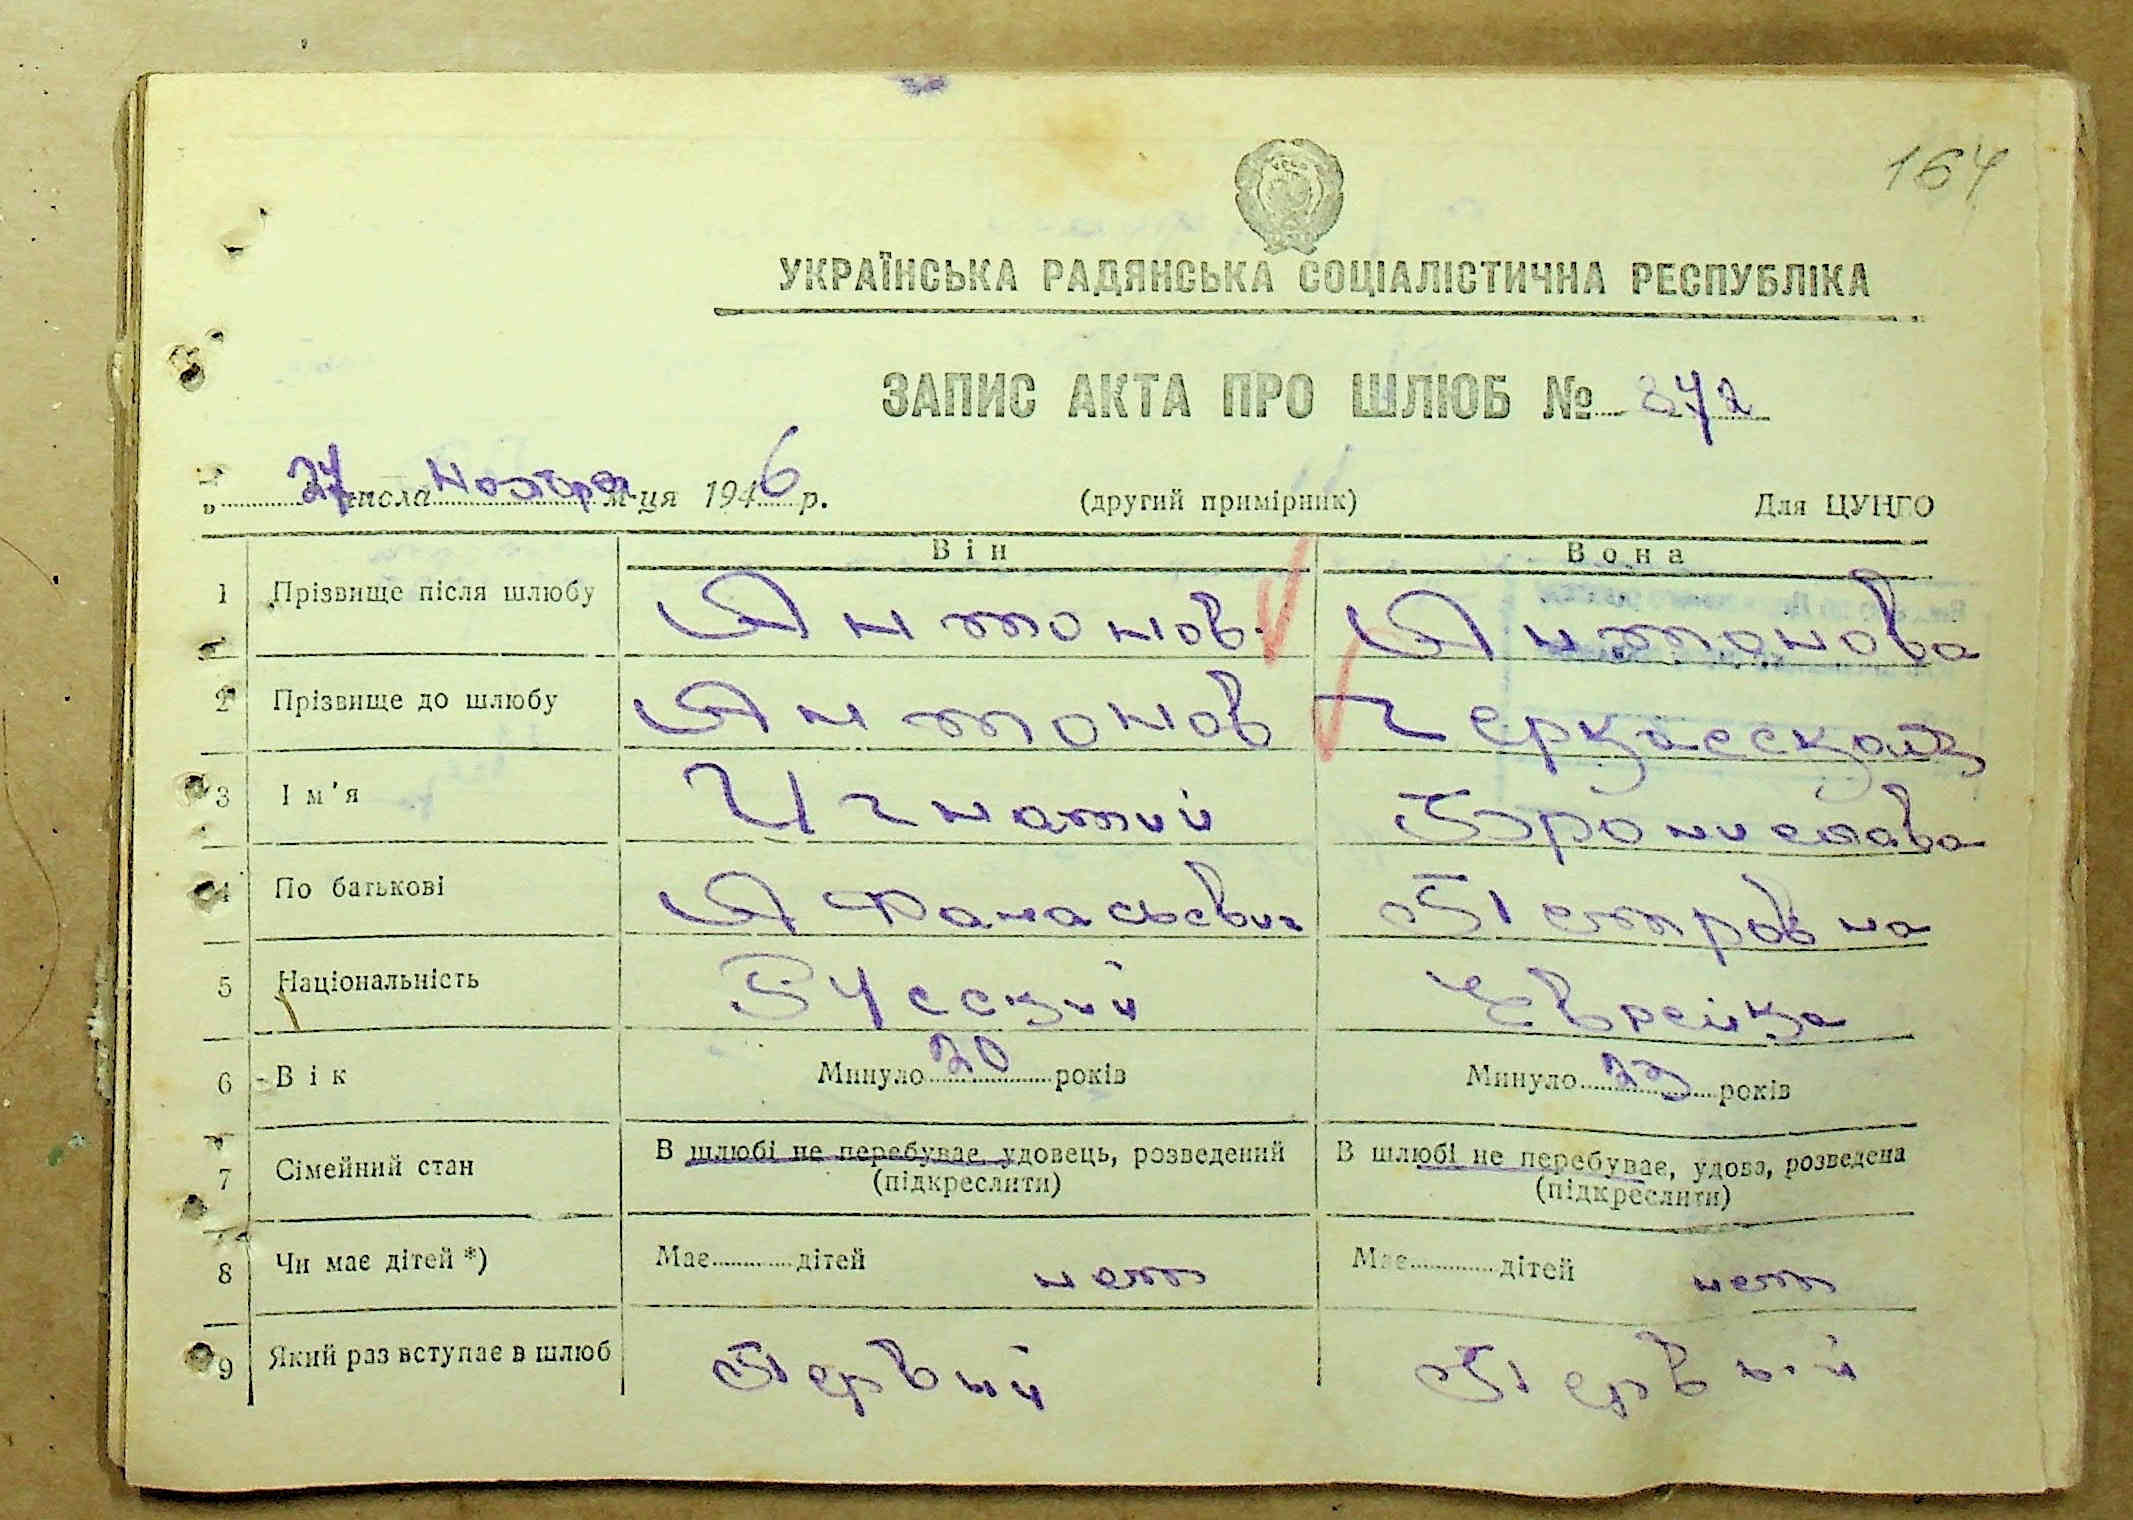 164
УКРАЇНСЬКА РАДЯНСЬКА СОЦІАЛІСТИЧНА РЕСПУБЛІКА
ЗАПИС АКТА ПРО ШЛЮБ № 872
27 числа Ноября м-ця 1946 р. (другий примірник) Для ЦУНГО
Він Вона
1 Прізвище після шлюбу Антонов. Антонова
2 Прізвище до шлюбу Антонов Черкасская
3 Ім'я Игнатий Бронислава
4 По батькові Афанасьевич Петровна
5 Національність Русский Еврейка
6 Вік Минуло 20 років Минуло 23 років
7 Сімейний стан В шлюбі не перебуває, удовець, розведений В шлюбі не перебуває, удова, розведена
(підкреслити) (підкреслити)
8 Чи має дітей *) Має дітей нет Має дітей нет
9 Який раз вступає в шлюб Первый Первый